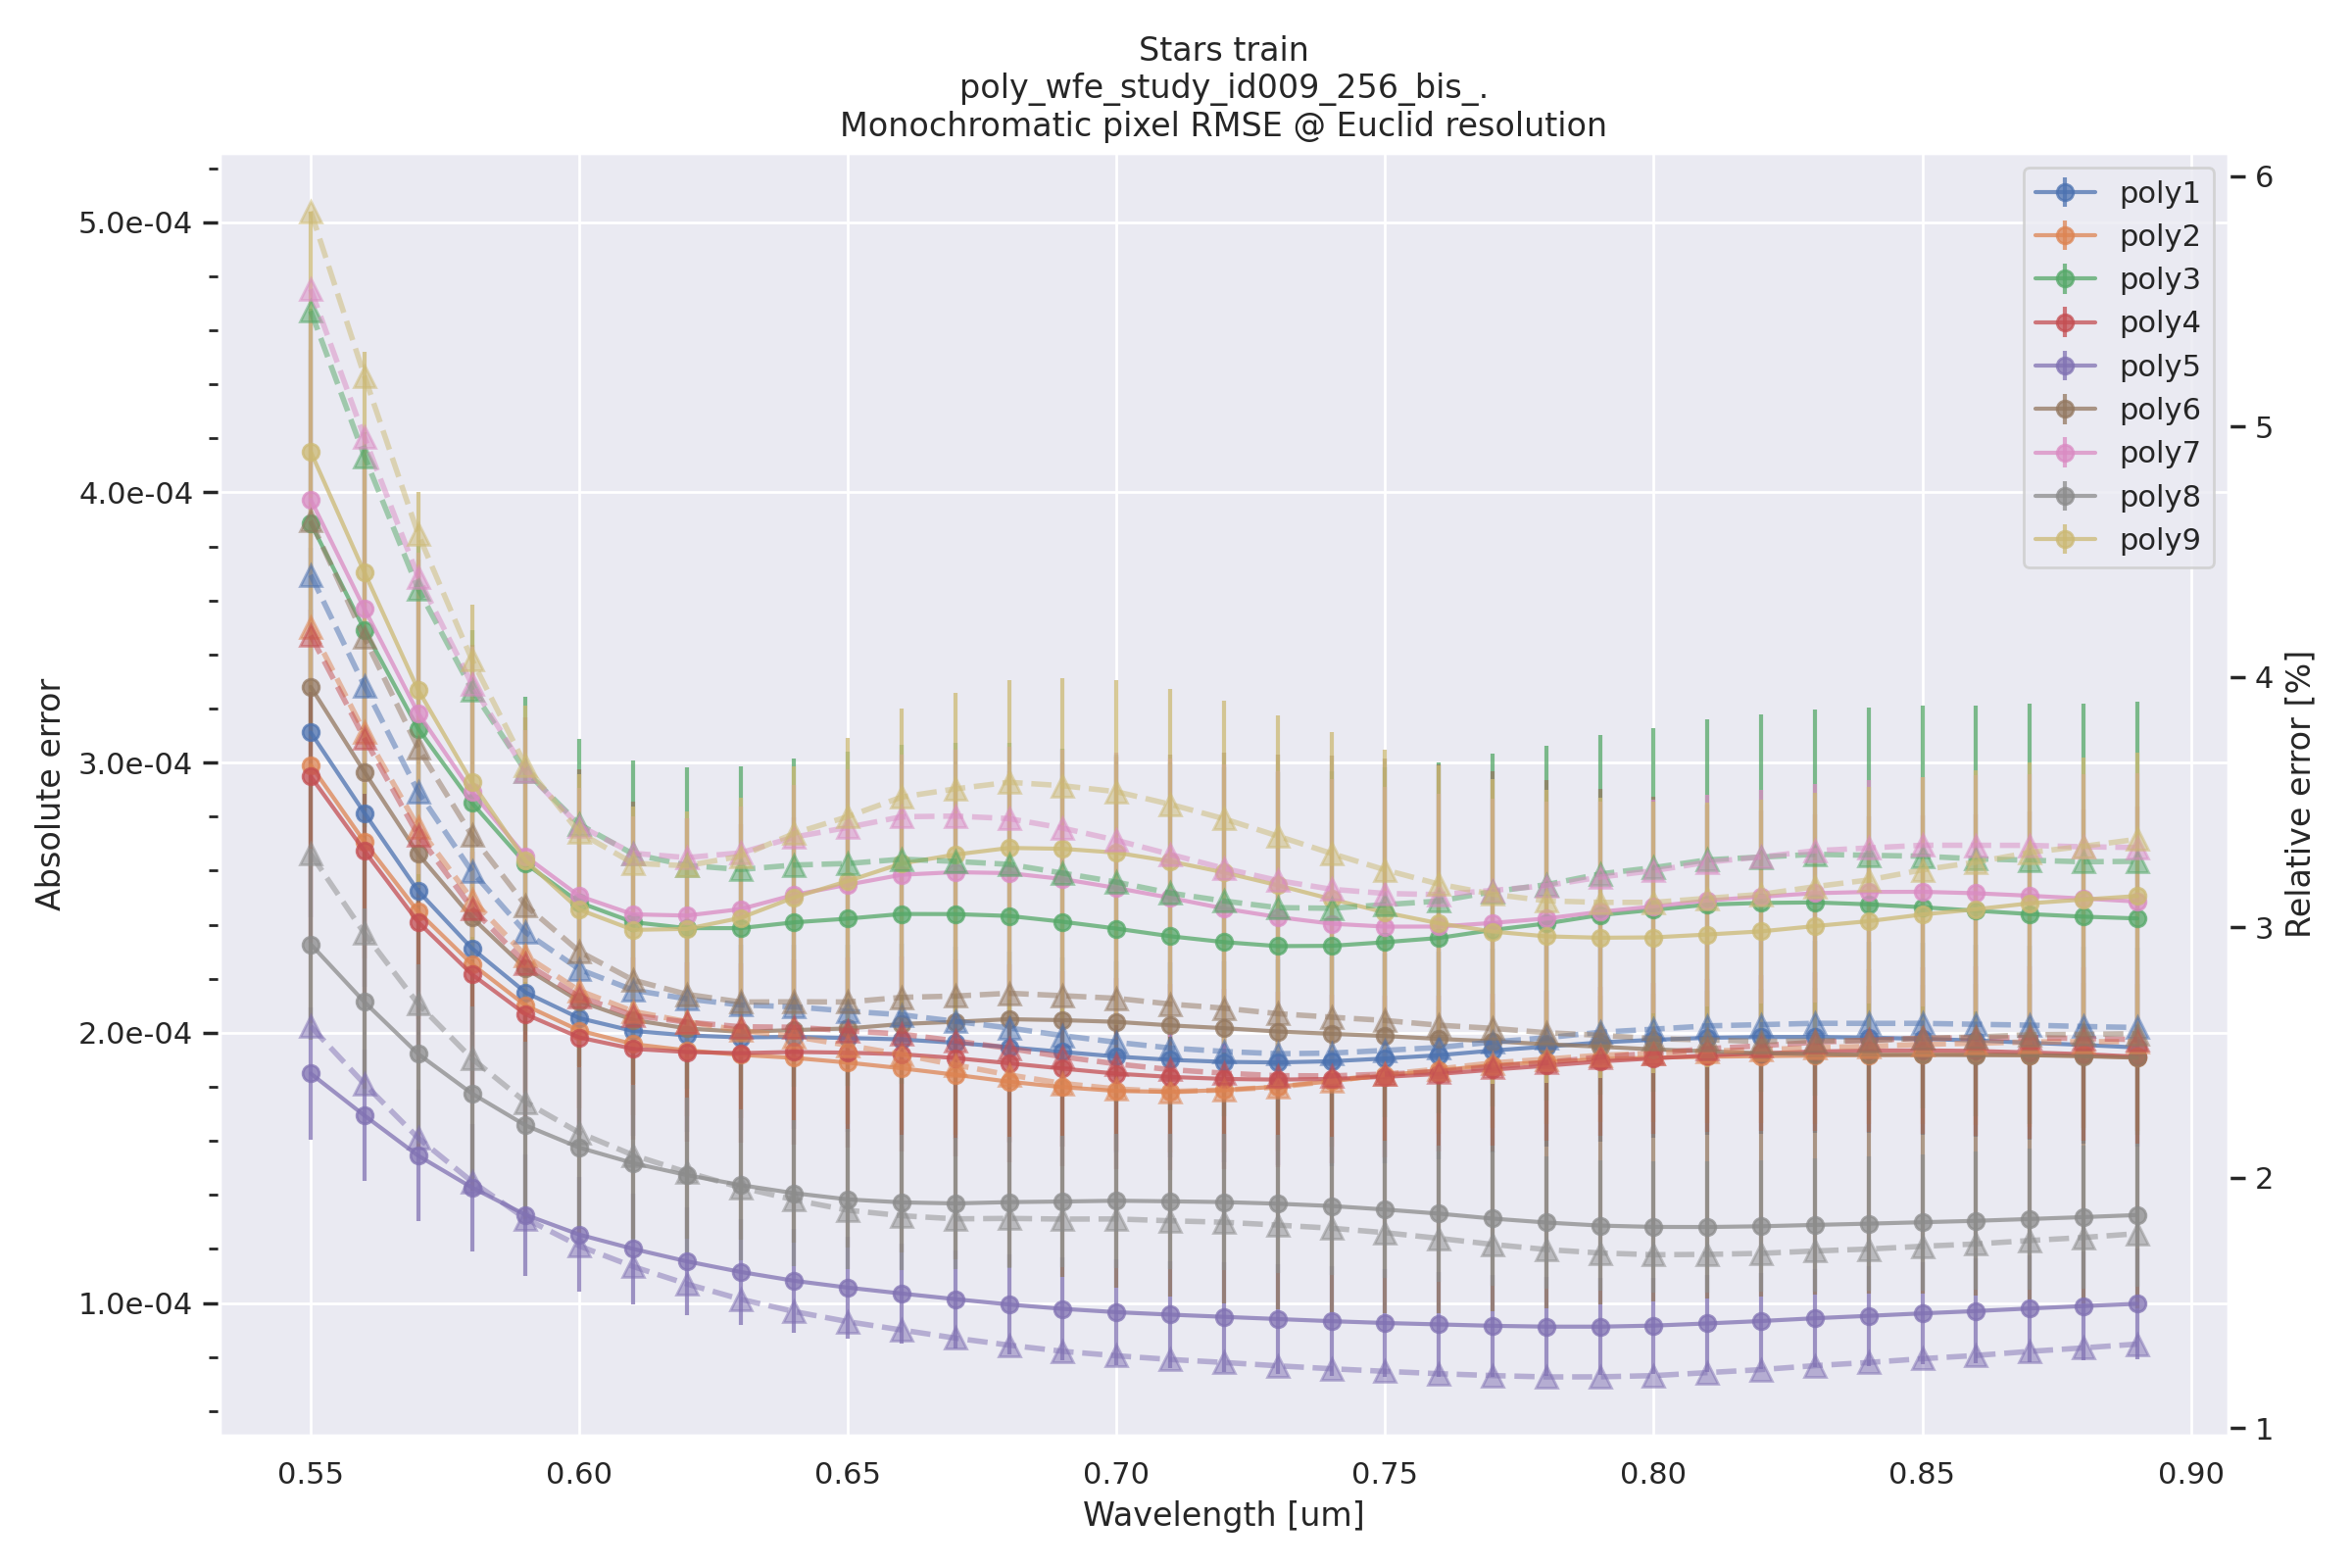 Stars train
poly_wfe_study_id009_256_bis_.
Monochromatic pixel RMSE @ Euclid resolution
5.0e-04
4.0e-04
3.0e-04
2.0e-04
1.0e-04
Absolute error
6
5
4
3
2
1
Relative error [%]
poly1
poly2
poly3
poly4
poly5
poly6
poly7
poly8
poly9
0.55 0.60 0.65 0.70 0.75 0.80 0.85 0.90
Wavelength [um]